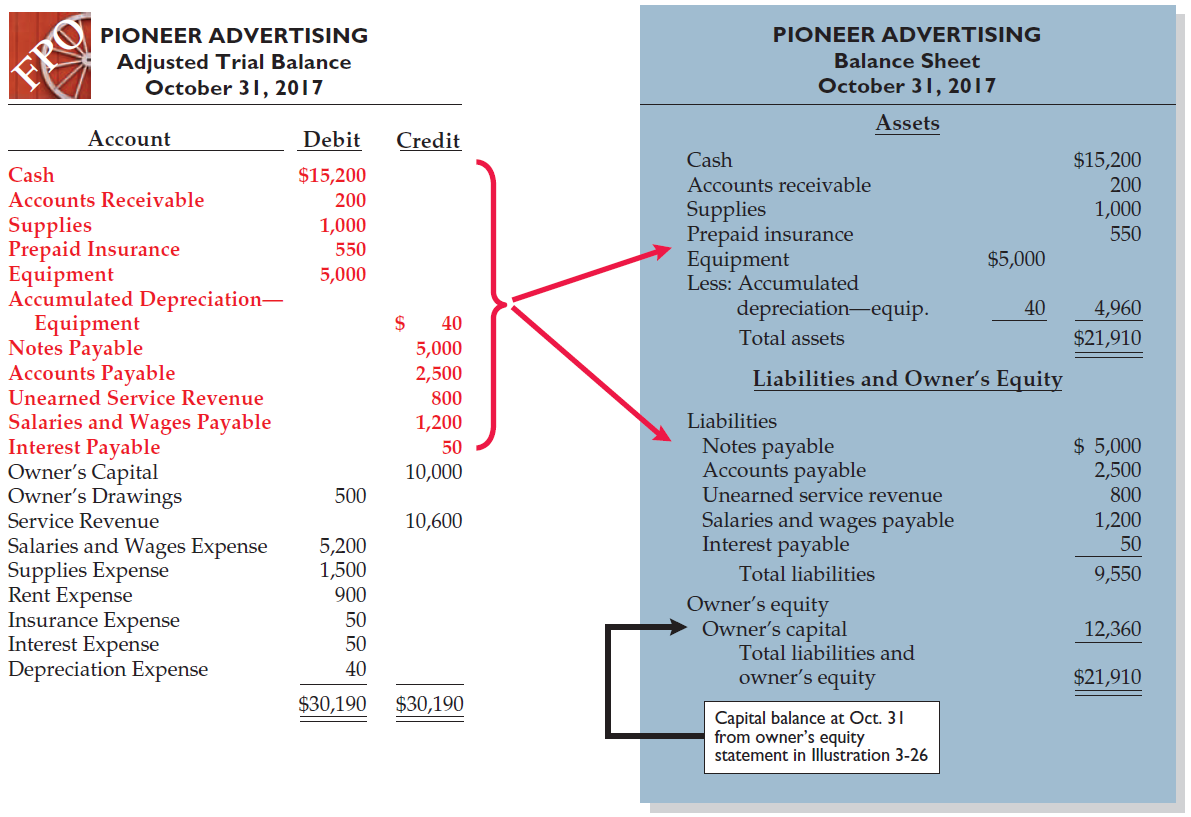 FPO
PIONEER ADVERTISING
Adjusted Trial Balance
October 31, 2017
Account Debit Credit
Cash $15,200
Accounts Receivable 200
Supplies 1,000
Prepaid Insurance 550
Equipment 5,000
Accumulated Depreciation—
Equipment $ 40
Notes Payable 5,000
Accounts Payable 2,500
Unearned Service Revenue 800
Salaries and Wages Payable 1,200
Interest Payable 50
Owner’s Capital 10,000
Owner’s Drawings 500
Service Revenue 10,600
Salaries and Wages Expense 5,200
Supplies Expense 1,500
Rent Expense 900
Insurance Expense 50
Interest Expense 50
Depreciation Expense 40
$30,190 $30,190
PIONEER ADVERTISING
Balance Sheet
October 31, 2017
Assets
Cash $15,200
Accounts receivable 200
Supplies 1,000
Prepaid insurance 550
Equipment $5,000
Less: Accumulated
depreciation—equip. 40 4,960
Total assets $21,910
Liabilities and Owner’s Equity
Liabilities
Notes payable $ 5,000
Accounts payable 2,500
Unearned service revenue 800
Salaries and wages payable 1,200
Interest payable 50
Total liabilities 9,550
Owner’s equity
Owner’s capital 12,360
Total liabilities and
owner’s equity $21,910
Capital balance at Oct. 31
from owner’s equity
statement in Illustration 3-26